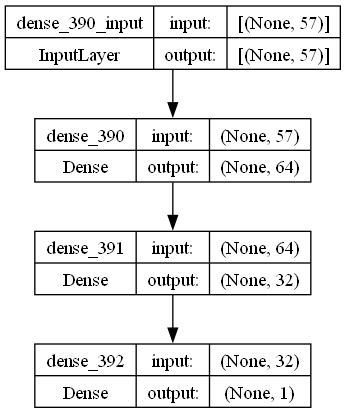 dense_390_input input: [(None, 57)]
InputLayer output: [(None, 57)]
dense_390 input: (None, 57)
Dense output: (None, 64)
dense_391 input: (None, 64)
Dense output: (None, 32)
dense_392 input: (None, 32)
Dense output: (None, 1)